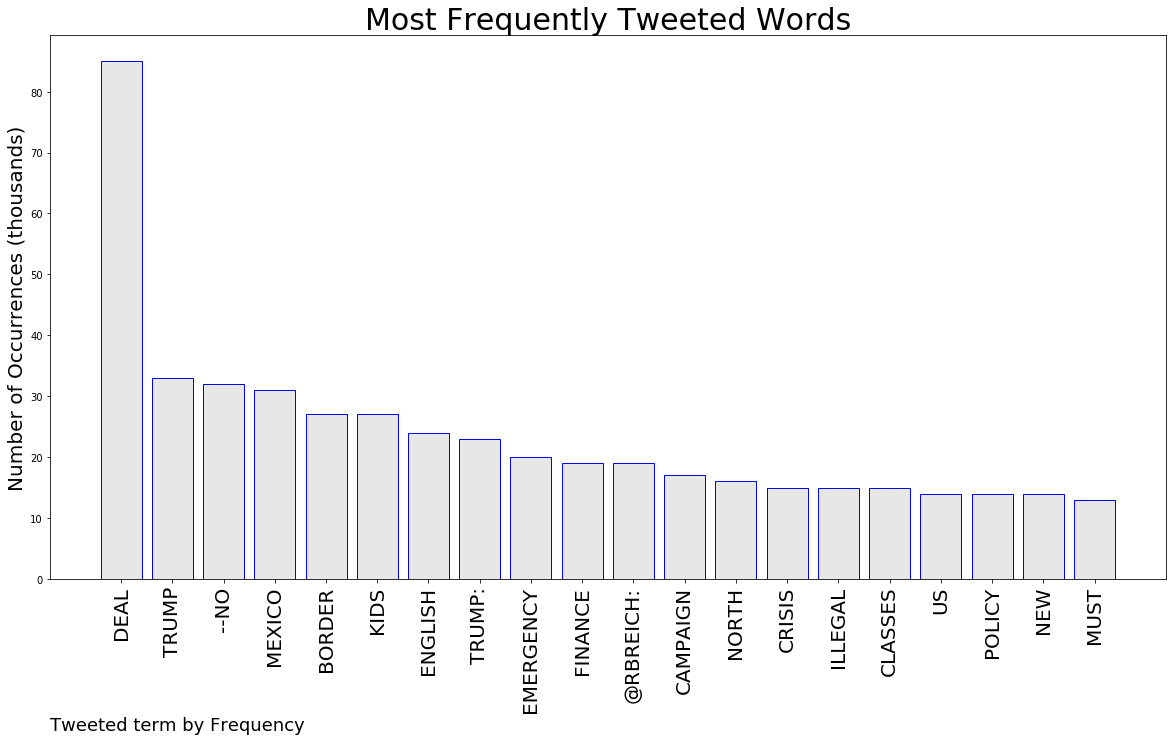 Most Frequently Tweeted Words
Number of Occurrences (thousands)
80
70
60
50
40
30
20
10
0
DEAL
TRUMP
--NO
MEXICO
BORDER
KIDS
ENGLISH
TRUMP:
EMERGENCY
FINANCE
@RBREICH:
CAMPAIGN
NORTH
CRISIS
ILLEGAL
CLASSES
US
POLICY
NEW
MUST
Tweeted term by Frequency